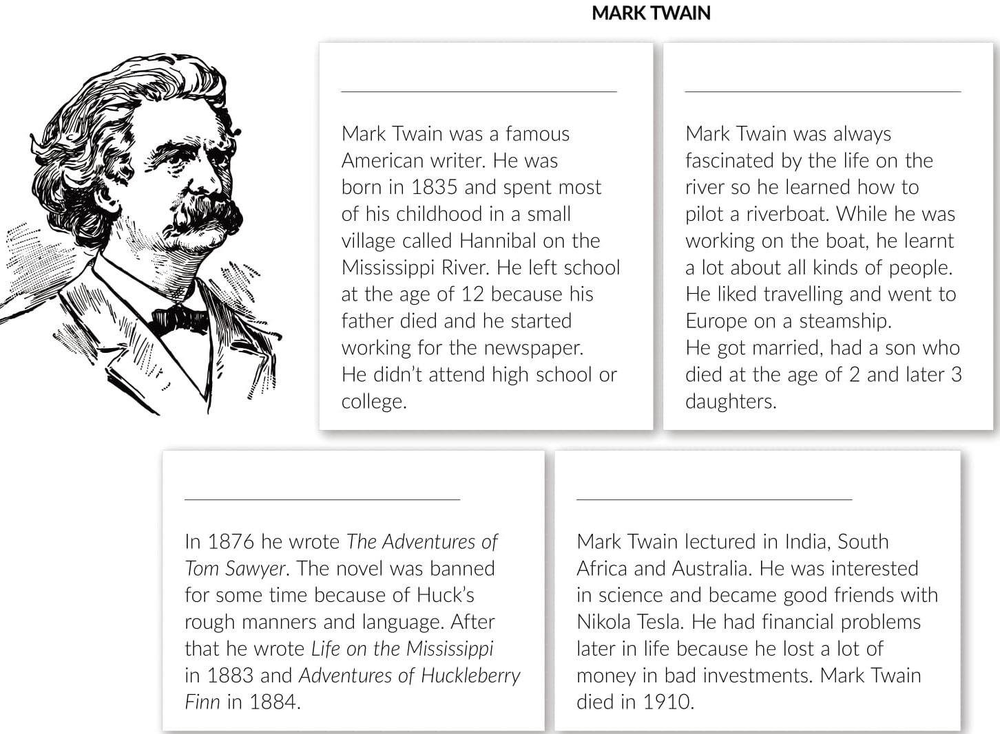 MARK TWAIN
Mark Twain was a famous
American writer. He was
born in 1835 and spent most
of his childhood in a small
village called Hannibal on the
Mississippi River. He left school
at the age of 12 because his
father died and he started
working for the newspaper.
He didn’t attend high school or
college.
Mark Twain was always
fascinated by the life on the
river so he learned how to
pilot a riverboat. While he was
working on the boat, he learnt
a lot about all kinds of people.
He liked travelling and went to
Europe on a steamship.
He got married, had a son who
died at the age of 2 and later 3
daughters.
In 1876 he wrote The Adventures of
Tom Sawyer. The novel was banned
for some time because of Huck’s
rough manners and language. After
that he wrote Life on the Mississippi
in 1883 and Adventures of Huckleberry
Finn in 1884.
Mark Twain lectured in India, South
Africa and Australia. He was interested
in science and became good friends with
Nikola Tesla. He had financial problems
later in life because he lost a lot of
money in bad investments. Mark Twain
died in 1910.